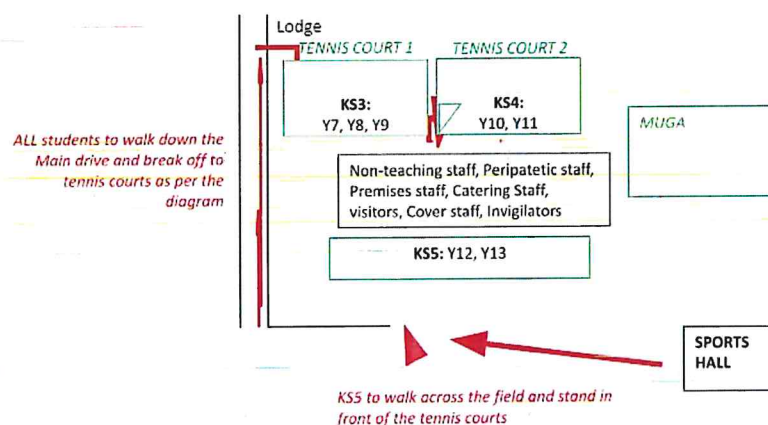 Lodge
TENNIS COURT 1
TENNIS COURT 2
KS3:
Y7, Y8, Y9
KS4:
Y10, Y11
MUGA
ALL students to walk down the
Main drive and break off to
tennis courts as per the
diagram
Non-teaching staff, Peripatetic staff,
Premises staff, Catering Staff,
visitors, Cover staff, Invigilators
KS5: Y12, Y13
SPORTS
HALL
KS5 to walk across the field and stand in
front of the tennis courts